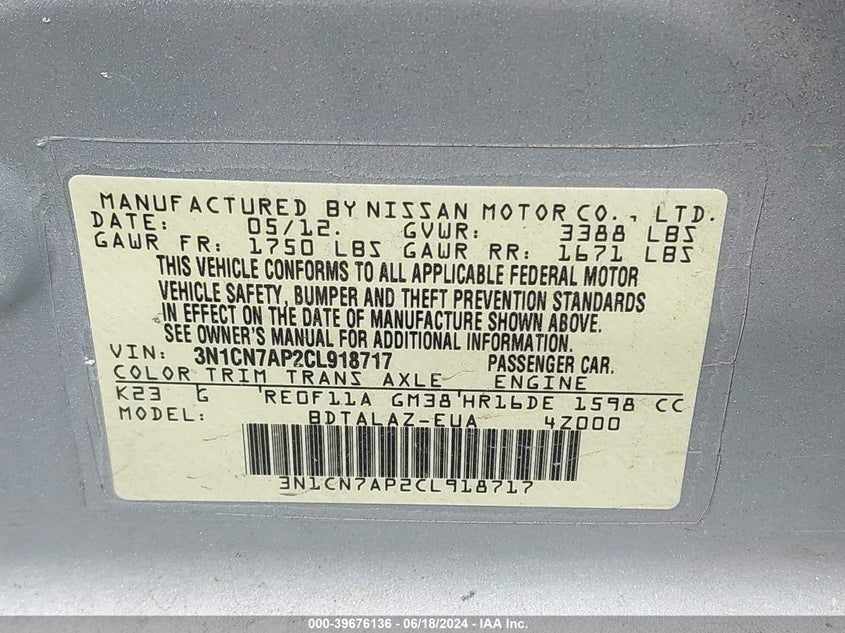 MANUFACTURED BY NISSAN MOTOR CO., LTD.
DATE: 05/12. GVWR: 3388 LBS
GAWR FR: 1750 LBS GAWR RR: 1671 LBS
THIS VEHICLE CONFORMS TO ALL APPLICABLE FEDERAL MOTOR
VEHICLE SAFETY, BUMPER AND THEFT PREVENTION STANDARDS
IN EFFECT ON THE DATE OF MANUFACTURE SHOWN ABOVE.
SEE OWNER'S MANUAL FOR ADDITIONAL INFORMATION.
VIN: 3N1CN7AP2CL918717 PASSENGER CAR.
COLOR TRIM TRANS AXLE ENGINE
K23 G RE0F11A GM38 HR16DE 1598 CC
MODEL: BDTALAZ-EUA 4Z000
3N1CN7AP2CL918717
000-39676136 - 06/18/2024 - IAA Inc.